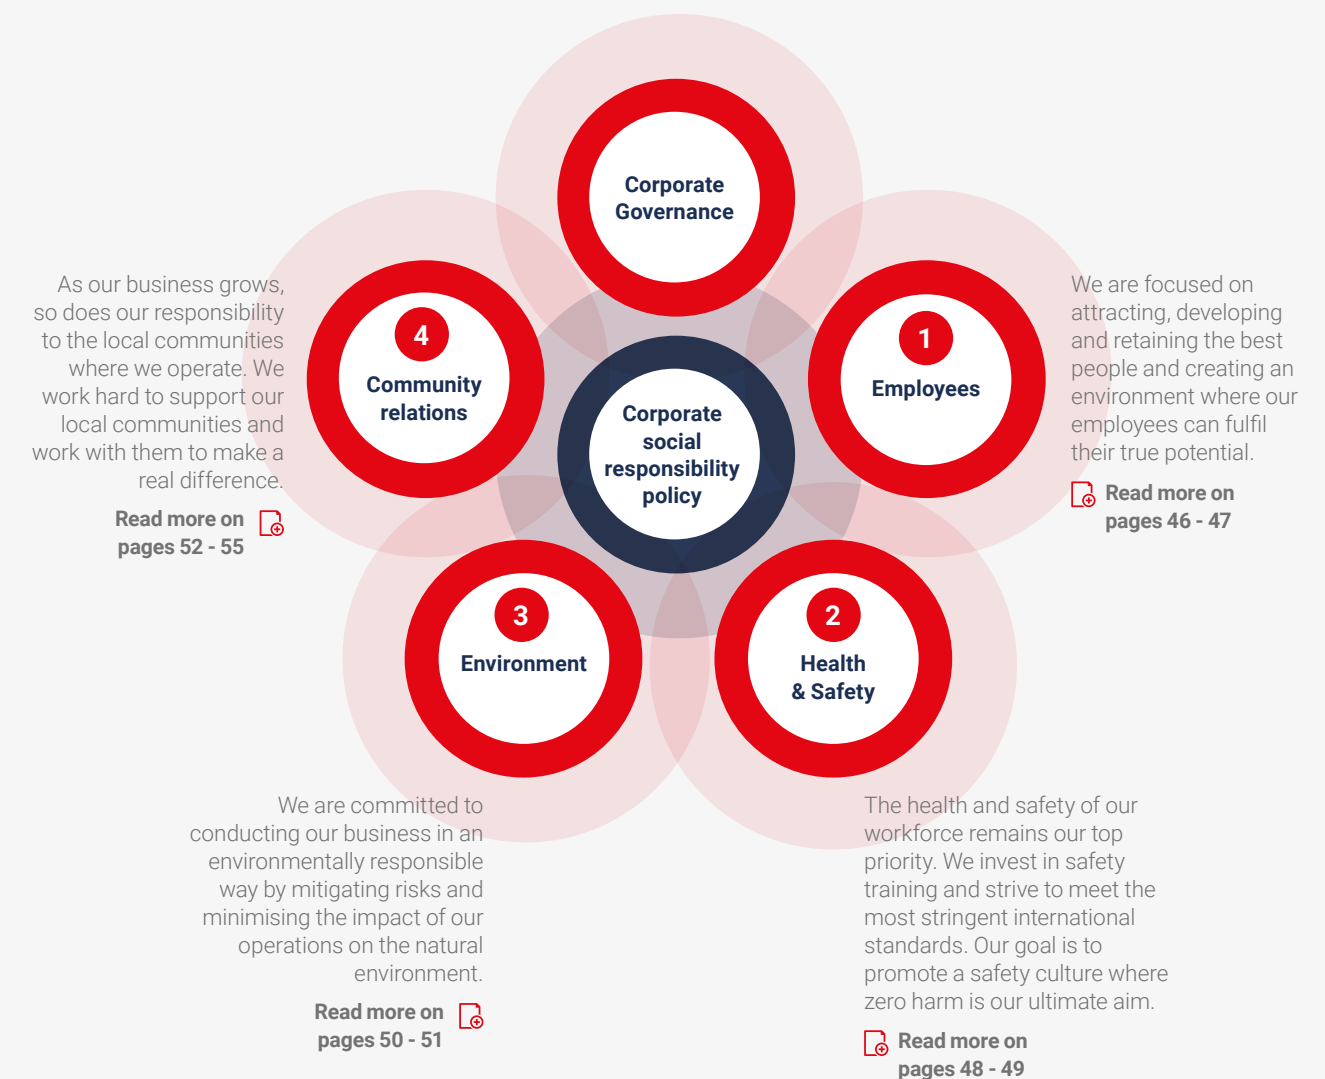 Corporate
Governance
Corporate
social
responsibility
policy
1
Employees
We are focused on
attracting, developing
and retaining the best
people and creating an
environment where our
employees can fulfil
their true potential.
Read more on
pages 46 - 47
2
Health
& Safety
The health and safety of our
workforce remains our top
priority. We invest in safety
training and strive to meet the
most stringent international
standards. Our goal is to
promote a safety culture where
zero harm is our ultimate aim.
Read more on
pages 48 - 49
3
Environment
We are committed to
conducting our business in an
environmentally responsible
way by mitigating risks and
minimising the impact of our
operations on the natural
environment.
Read more on
pages 50 - 51
4
Community
relations
As our business grows,
so does our responsibility
to the local communities
where we operate. We
work hard to support our
local communities and
work with them to make a
real difference.
Read more on
pages 52 - 55